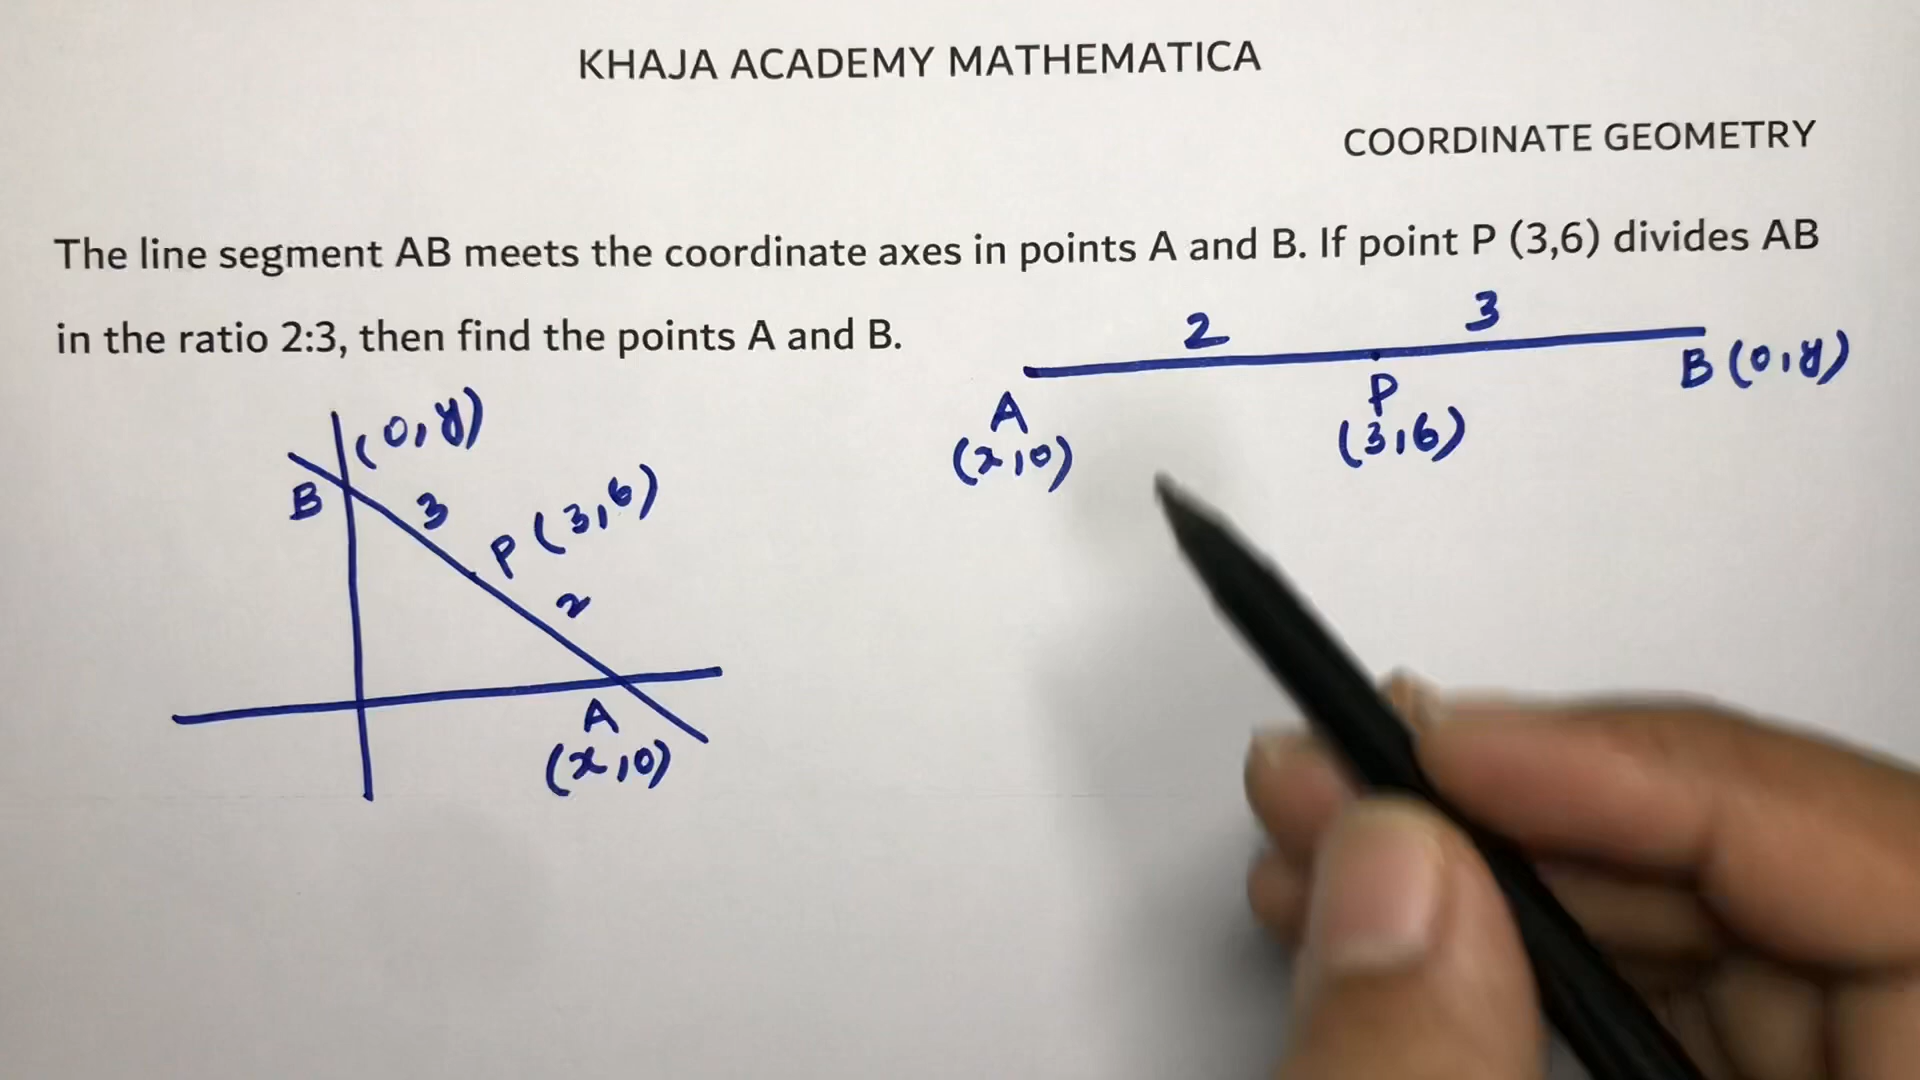 KHAJA ACADEMY MATHEMATICA
COORDINATE GEOMETRY
The line segment AB meets the coordinate axes in points A and B. If point P (3,6) divides AB
in the ratio 2:3, then find the points A and B.
2 3
A P B (0,y)
(x,0) (3,6)
(0,y)
B 3 P (3,6)
2
A
(x,0)